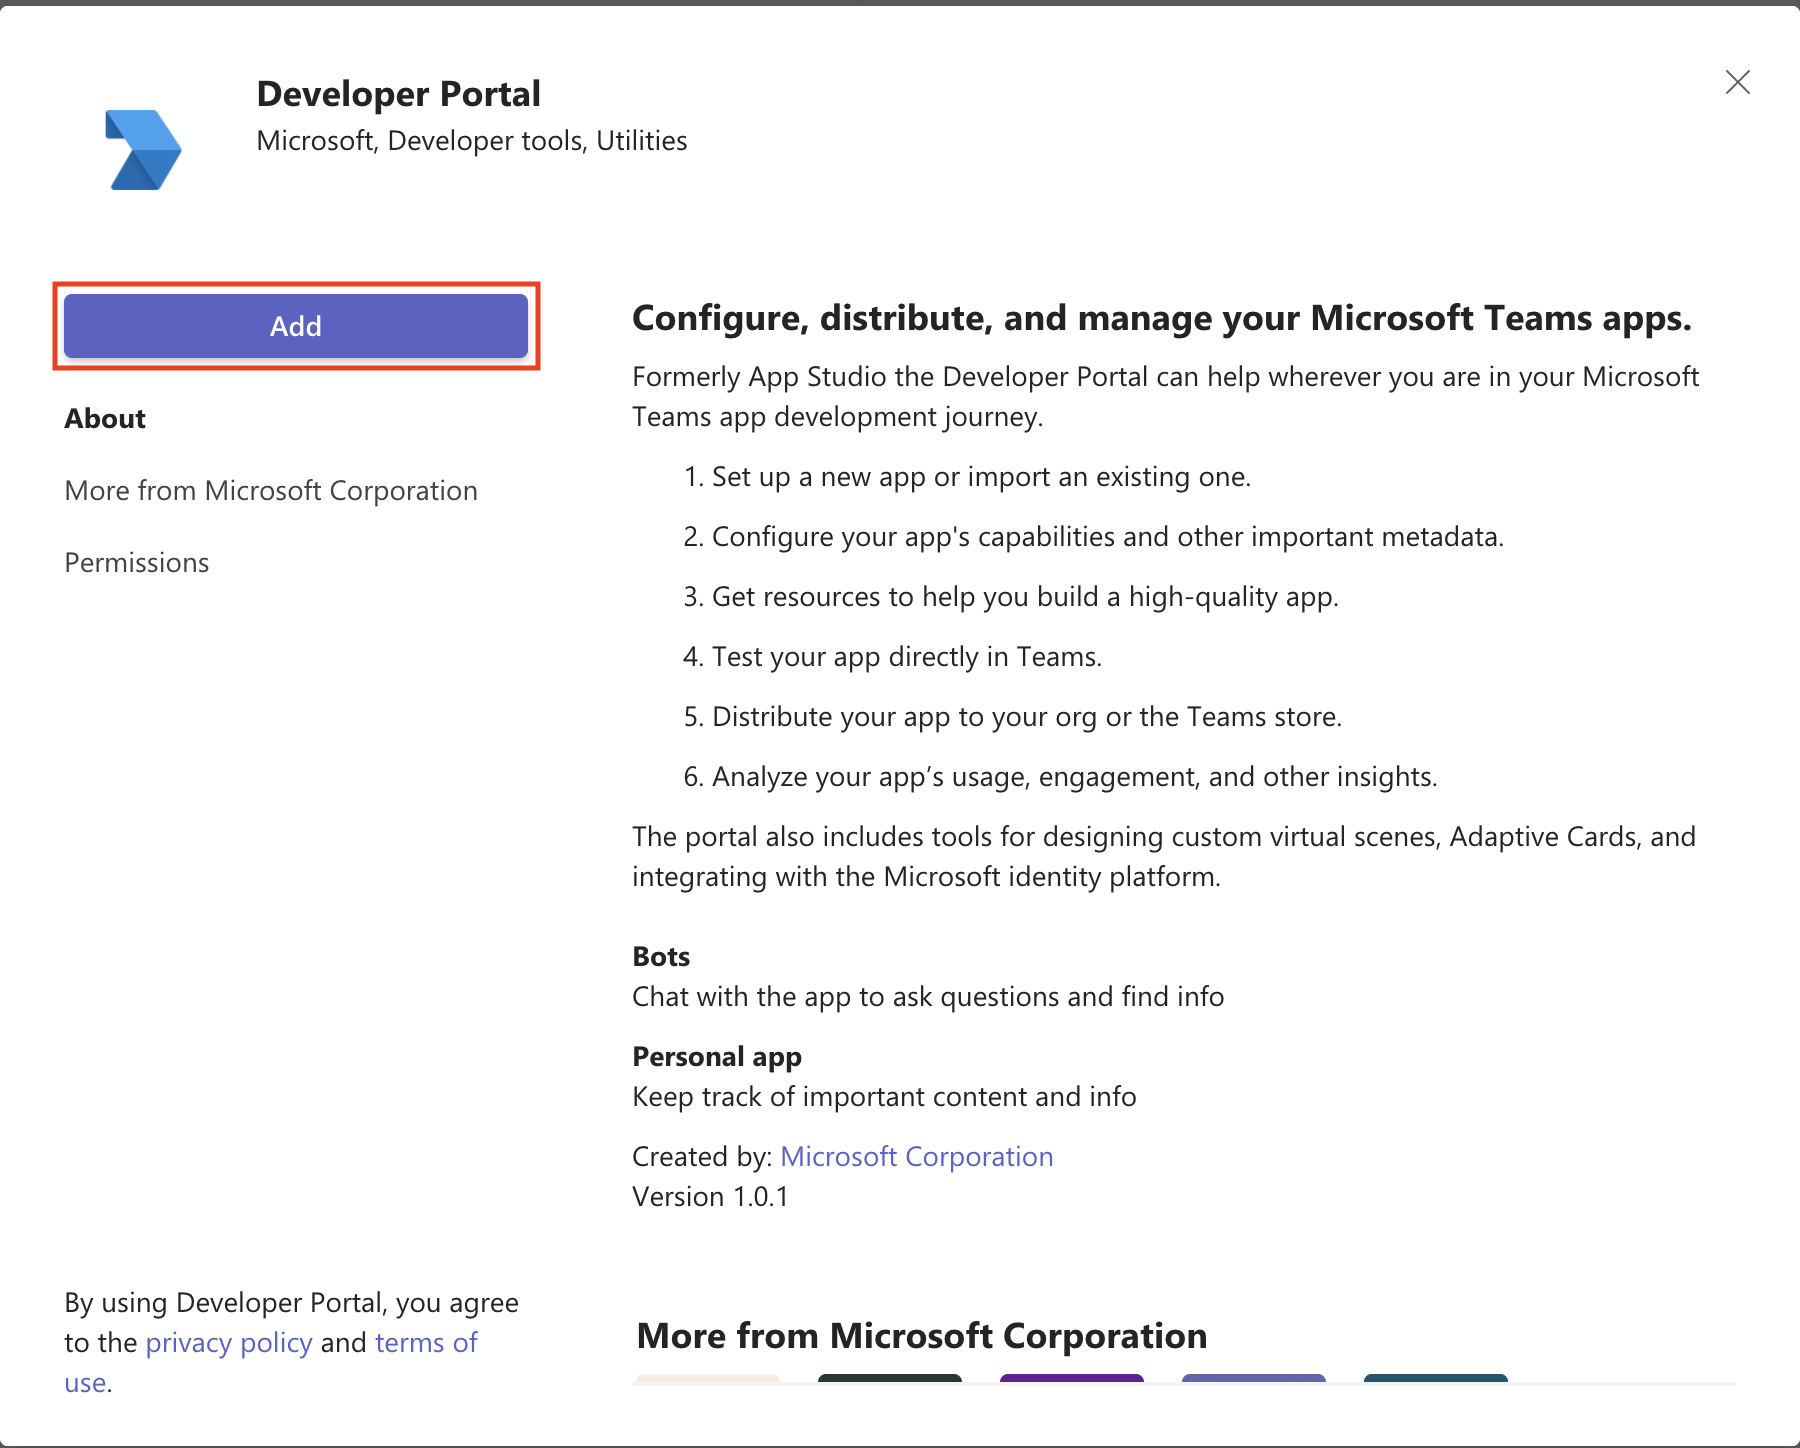 Developer Portal
Microsoft, Developer tools, Utilities
Add
About
More from Microsoft Corporation
Permissions
Configure, distribute, and manage your Microsoft Teams apps.
Formerly App Studio the Developer Portal can help wherever you are in your Microsoft
Teams app development journey.
1. Set up a new app or import an existing one.
2. Configure your app's capabilities and other important metadata.
3. Get resources to help you build a high-quality app.
4. Test your app directly in Teams.
5. Distribute your app to your org or the Teams store.
6. Analyze your app’s usage, engagement, and other insights.
The portal also includes tools for designing custom virtual scenes, Adaptive Cards, and
integrating with the Microsoft identity platform.
Bots
Chat with the app to ask questions and find info
Personal app
Keep track of important content and info
Created by: Microsoft Corporation
Version 1.0.1
By using Developer Portal, you agree
to the privacy policy and terms of
use.
More from Microsoft Corporation